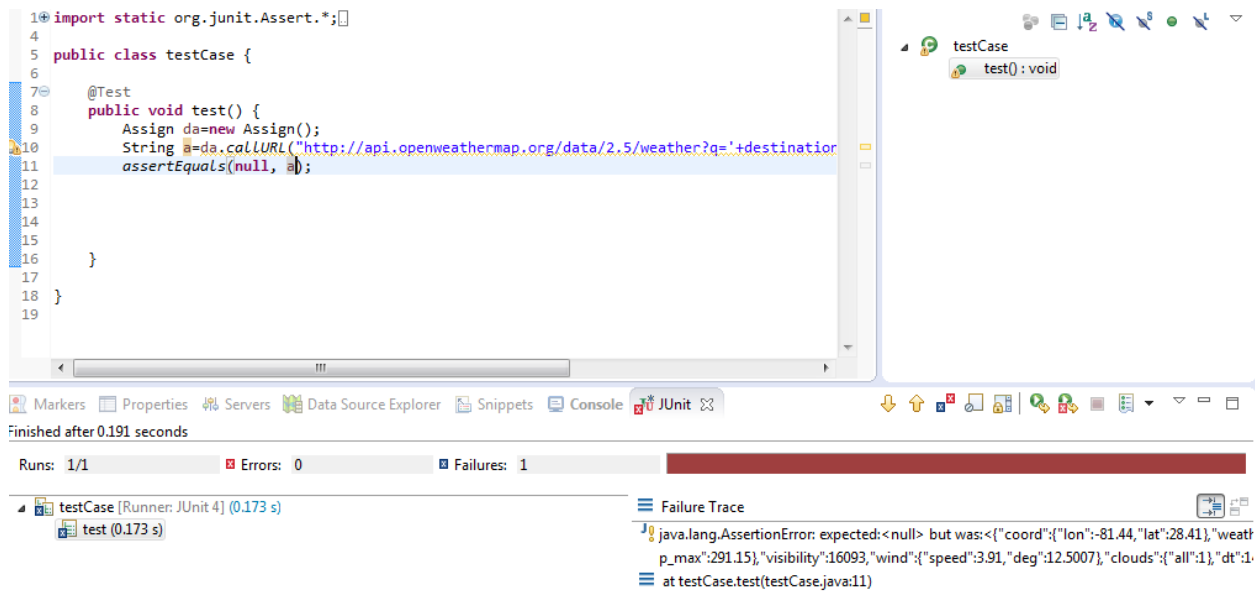 1 import static org.junit.Assert.*;
4
5 public class testCase {
6
7 @Test
8 public void test() {
9 Assign da=new Assign();
10 String a=da.callURL("http://api.openweathermap.org/data/2.5/weather?q='+destination
11 assertEquals(null, a);
12
13
14
15
16 }
17
18 }
19
testCase
test() : void
Markers Properties Servers Data Source Explorer Snippets Console JUnit
Finished after 0.191 seconds
Runs: 1/1 Errors: 0 Failures: 1
testCase [Runner: JUnit 4] (0.173 s)
test (0.173 s)
Failure Trace
java.lang.AssertionError: expected:<null> but was:<{"coord":{"lon":-81.44,"lat":28.41},"weath
p_max":291.15},"visibility":16093,"wind":{"speed":3.91,"deg":12.5007},"clouds":{"all":1},"dt":14
at testCase.test(testCase.java:11)